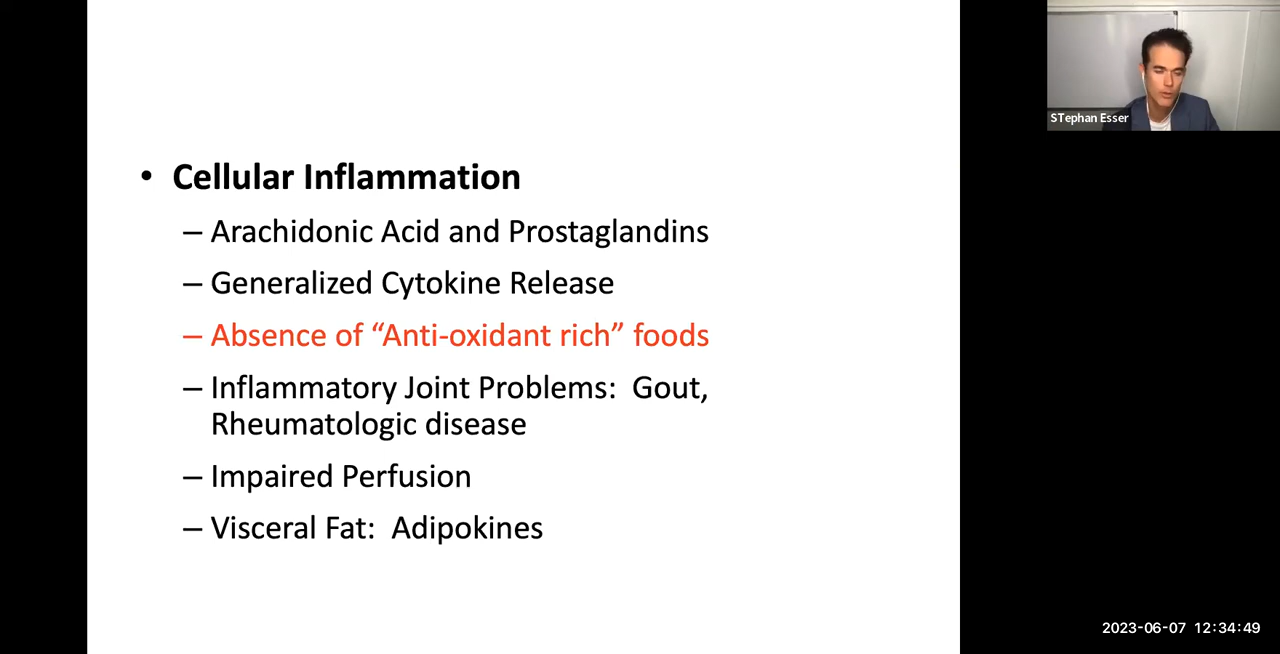 STephan Esser
• Cellular Inflammation
– Arachidonic Acid and Prostaglandins
– Generalized Cytokine Release
– Absence of “Anti-oxidant rich” foods
– Inflammatory Joint Problems:  Gout,
Rheumatologic disease
– Impaired Perfusion
– Visceral Fat:  Adipokines
2023-06-07 12:34:49